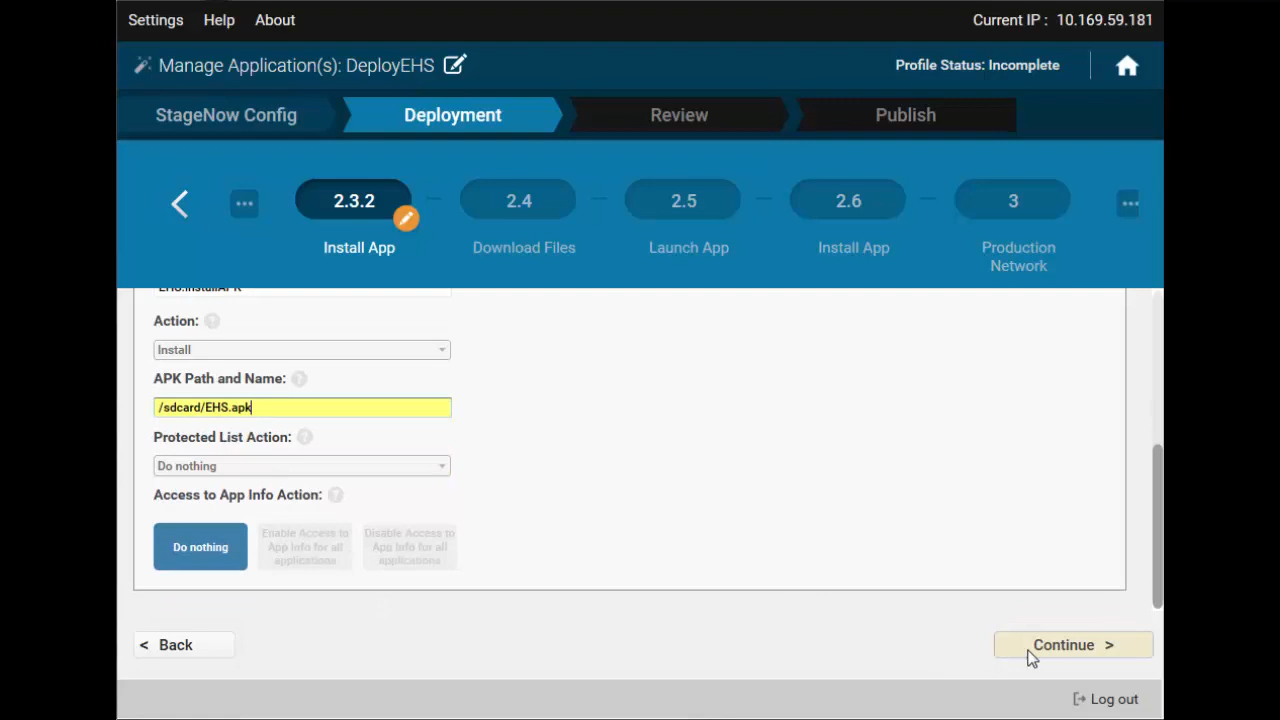 Settings Help About Current IP : 10.169.59.181
Manage Application(s): DeployEHS Profile Status: Incomplete
StageNow Config Deployment Review Publish
... 2.3.2 2.4 2.5 2.6 3 ...
Install App Download Files Launch App Install App Production
Network
EHS.InstallAPK
Action: ?
Install
APK Path and Name: ?
/sdcard/EHS.apk
Protected List Action: ?
Do nothing
Access to App Info Action: ?
Do nothing
Enable Access to
App Info for all
applications
Disable Access to
App Info for all
applications
< Back Continue >
Log out